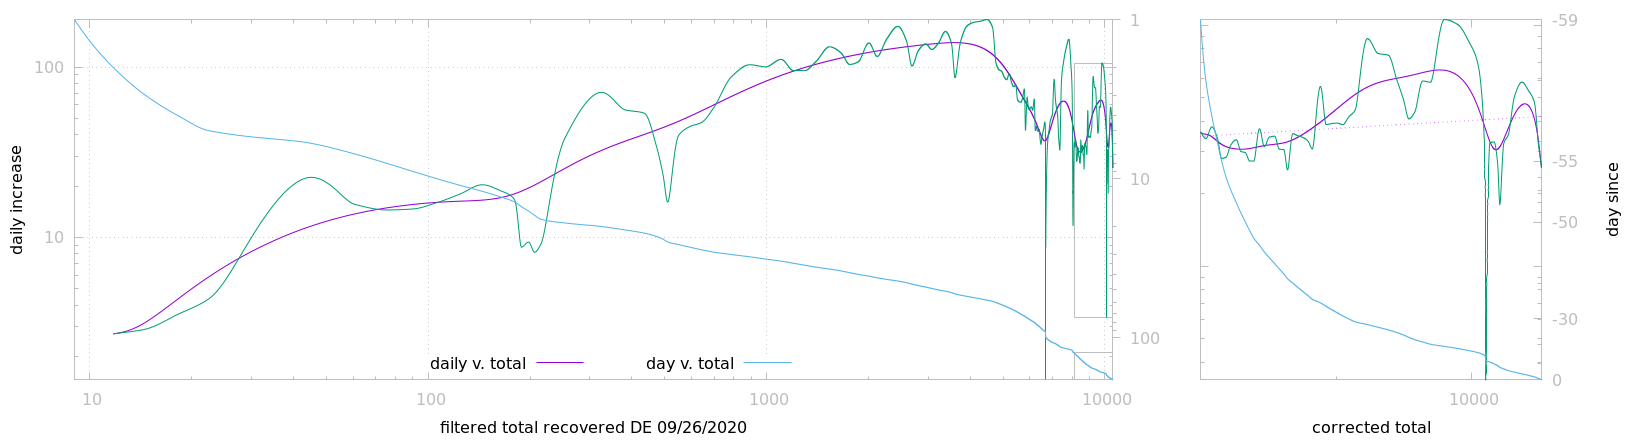 daily increase
100
10
1
10
100
daily v. total
day v. total
10
100
1000
10000
filtered total recovered DE 09/26/2020
-59
-55
-50
-30
0
day since
10000
corrected total